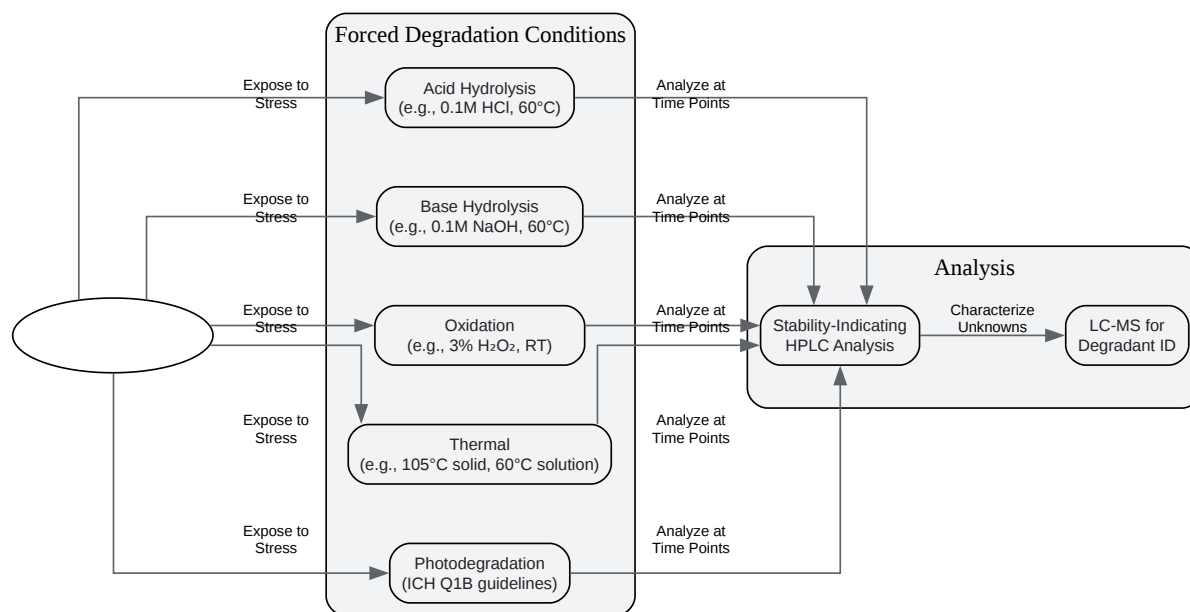 Forced Degradation Conditions
Expose to
Stress
Acid Hydrolysis
(e.g., 0.1M HCl, 60°C)
Analyze at
Time Points
Expose to
Stress
Base Hydrolysis
(e.g., 0.1M NaOH, 60°C)
Analyze at
Time Points
Analysis
Expose to
Stress
Oxidation
(e.g., 3% H₂O₂, RT)
Analyze at
Time Points
Stability-Indicating
HPLC Analysis
Characterize
Unknowns
LC-MS for
Degradant ID
Expose to
Stress
Thermal
(e.g., 105°C solid, 60°C solution)
Analyze at
Time Points
Expose to
Stress
Photodegradation
(ICH Q1B guidelines)
Analyze at
Time Points